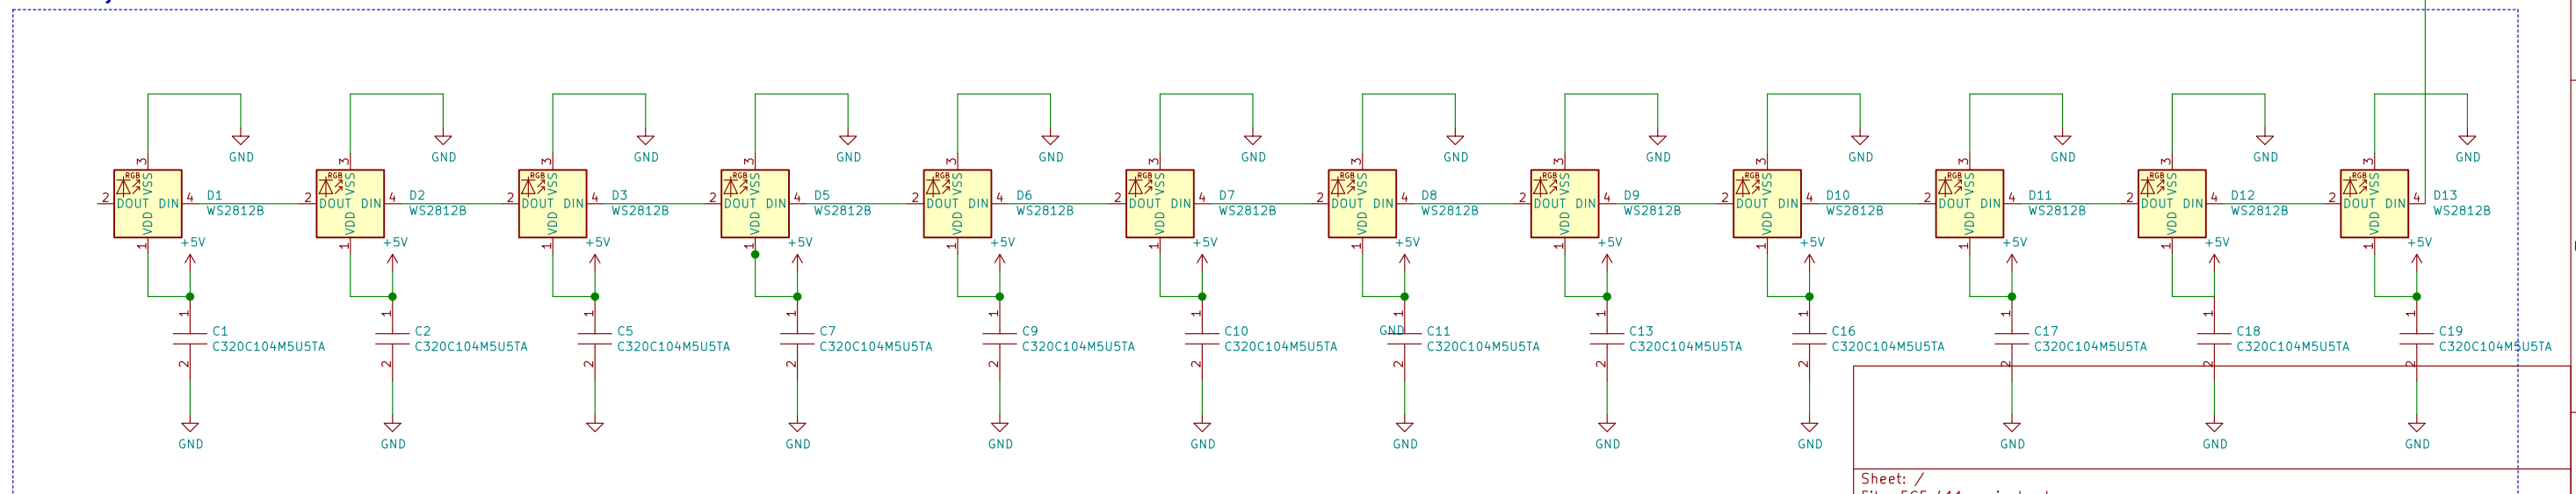 GND GND GND GND GND GND GND GND GND GND GND GND
3 3 3 3 3 3 3 3 3 3 3 3
RGB RGB RGB RGB RGB RGB RGB RGB RGB RGB RGB RGB
VSS VSS VSS VSS VSS VSS VSS VSS VSS VSS VSS VSS
2 DOUT DIN 4 D1 2 DOUT DIN 4 D2 2 DOUT DIN 4 D3 2 DOUT DIN 4 D5 2 DOUT DIN 4 D6 2 DOUT DIN 4 D7 2 DOUT DIN 4 D8 2 DOUT DIN 4 D9 2 DOUT DIN 4 D10 2 DOUT DIN 4 D11 2 DOUT DIN 4 D12 2 DOUT DIN 4 D13
WS2812B WS2812B WS2812B WS2812B WS2812B WS2812B WS2812B WS2812B WS2812B WS2812B WS2812B WS2812B
VDD VDD VDD VDD VDD VDD VDD VDD VDD VDD VDD VDD
1 +5V 1 +5V 1 +5V 1 +5V 1 +5V 1 +5V 1 +5V 1 +5V 1 +5V 1 +5V 1 +5V 1 +5V
1 1 1 1 1 1 1 1 1 1 1 1
C1 C2 C5 C7 C9 C10 GND C11 C13 C16 C17 C18 C19
C320C104M5U5TA C320C104M5U5TA C320C104M5U5TA C320C104M5U5TA C320C104M5U5TA C320C104M5U5TA C320C104M5U5TA C320C104M5U5TA C320C104M5U5TA C320C104M5U5TA C320C104M5U5TA C320C104M5U5TA
2 2 2 2 2 2 2 2 2 2 2 2
GND GND GND GND GND GND GND GND GND GND GND
Sheet: /